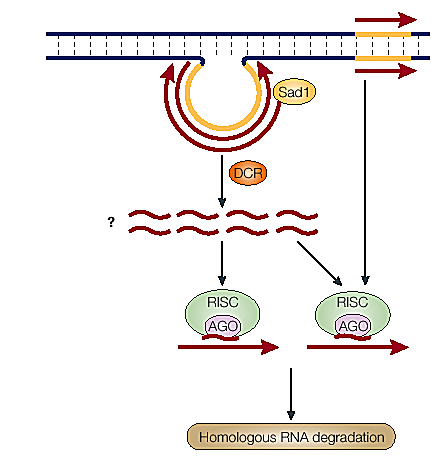 Sad1
DCR
?
RISC
AGO
RISC
AGO
Homologous RNA degradation